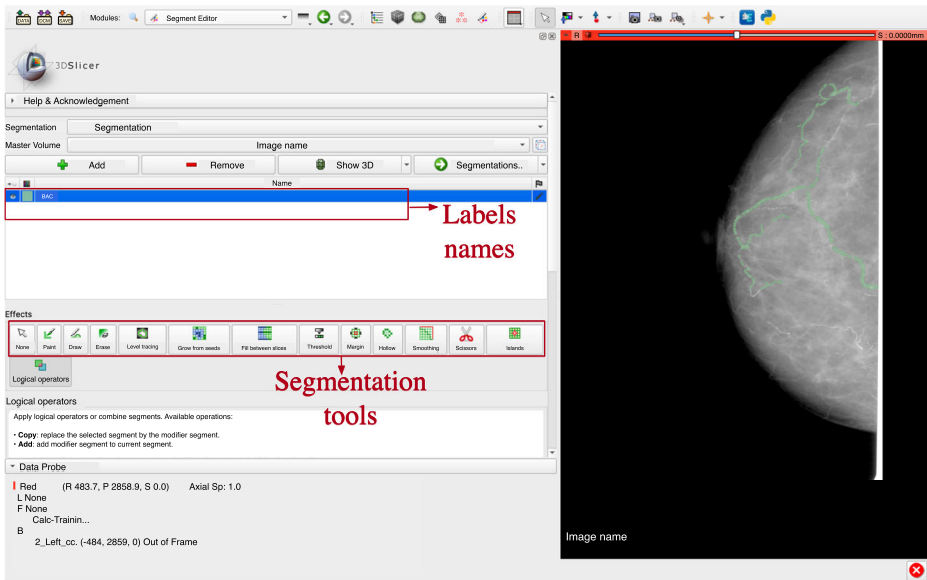 DATA DCM SAVE Modules: Segment Editor
R S: 0.0000mm
3DSlicer
Help & Acknowledgement
Segmentation Segmentation
Master Volume Image name
Add Remove Show 3D Segmentations..
Name
BAC
Labels
names
Effects
None Paint Draw Erase Level tracing Grow from seeds Fill between slices Threshold Margin Hollow Smoothing Scissors Islands
Logical operators
Segmentation
tools
Logical operators
Apply logical operators or combine segments. Available operations:
• Copy: replace the selected segment by the modifier segment.
• Add: add modifier segment to current segment.
Data Probe
Red (R 483.7, P 2858.9, S 0.0) Axial Sp: 1.0
L None
F None
Calc-Trainin...
B
2_Left_cc. (-484, 2859, 0) Out of Frame
Image name